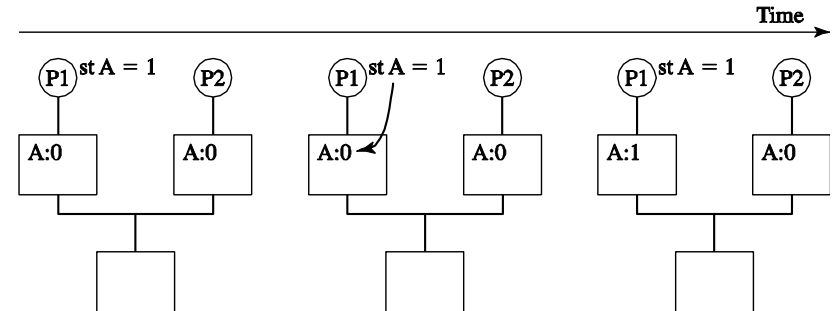 Time
P1 st A = 1 P2 P1 st A = 1 P2 P1 st A = 1 P2
A:0 A:0 A:0 A:0 A:1 A:0